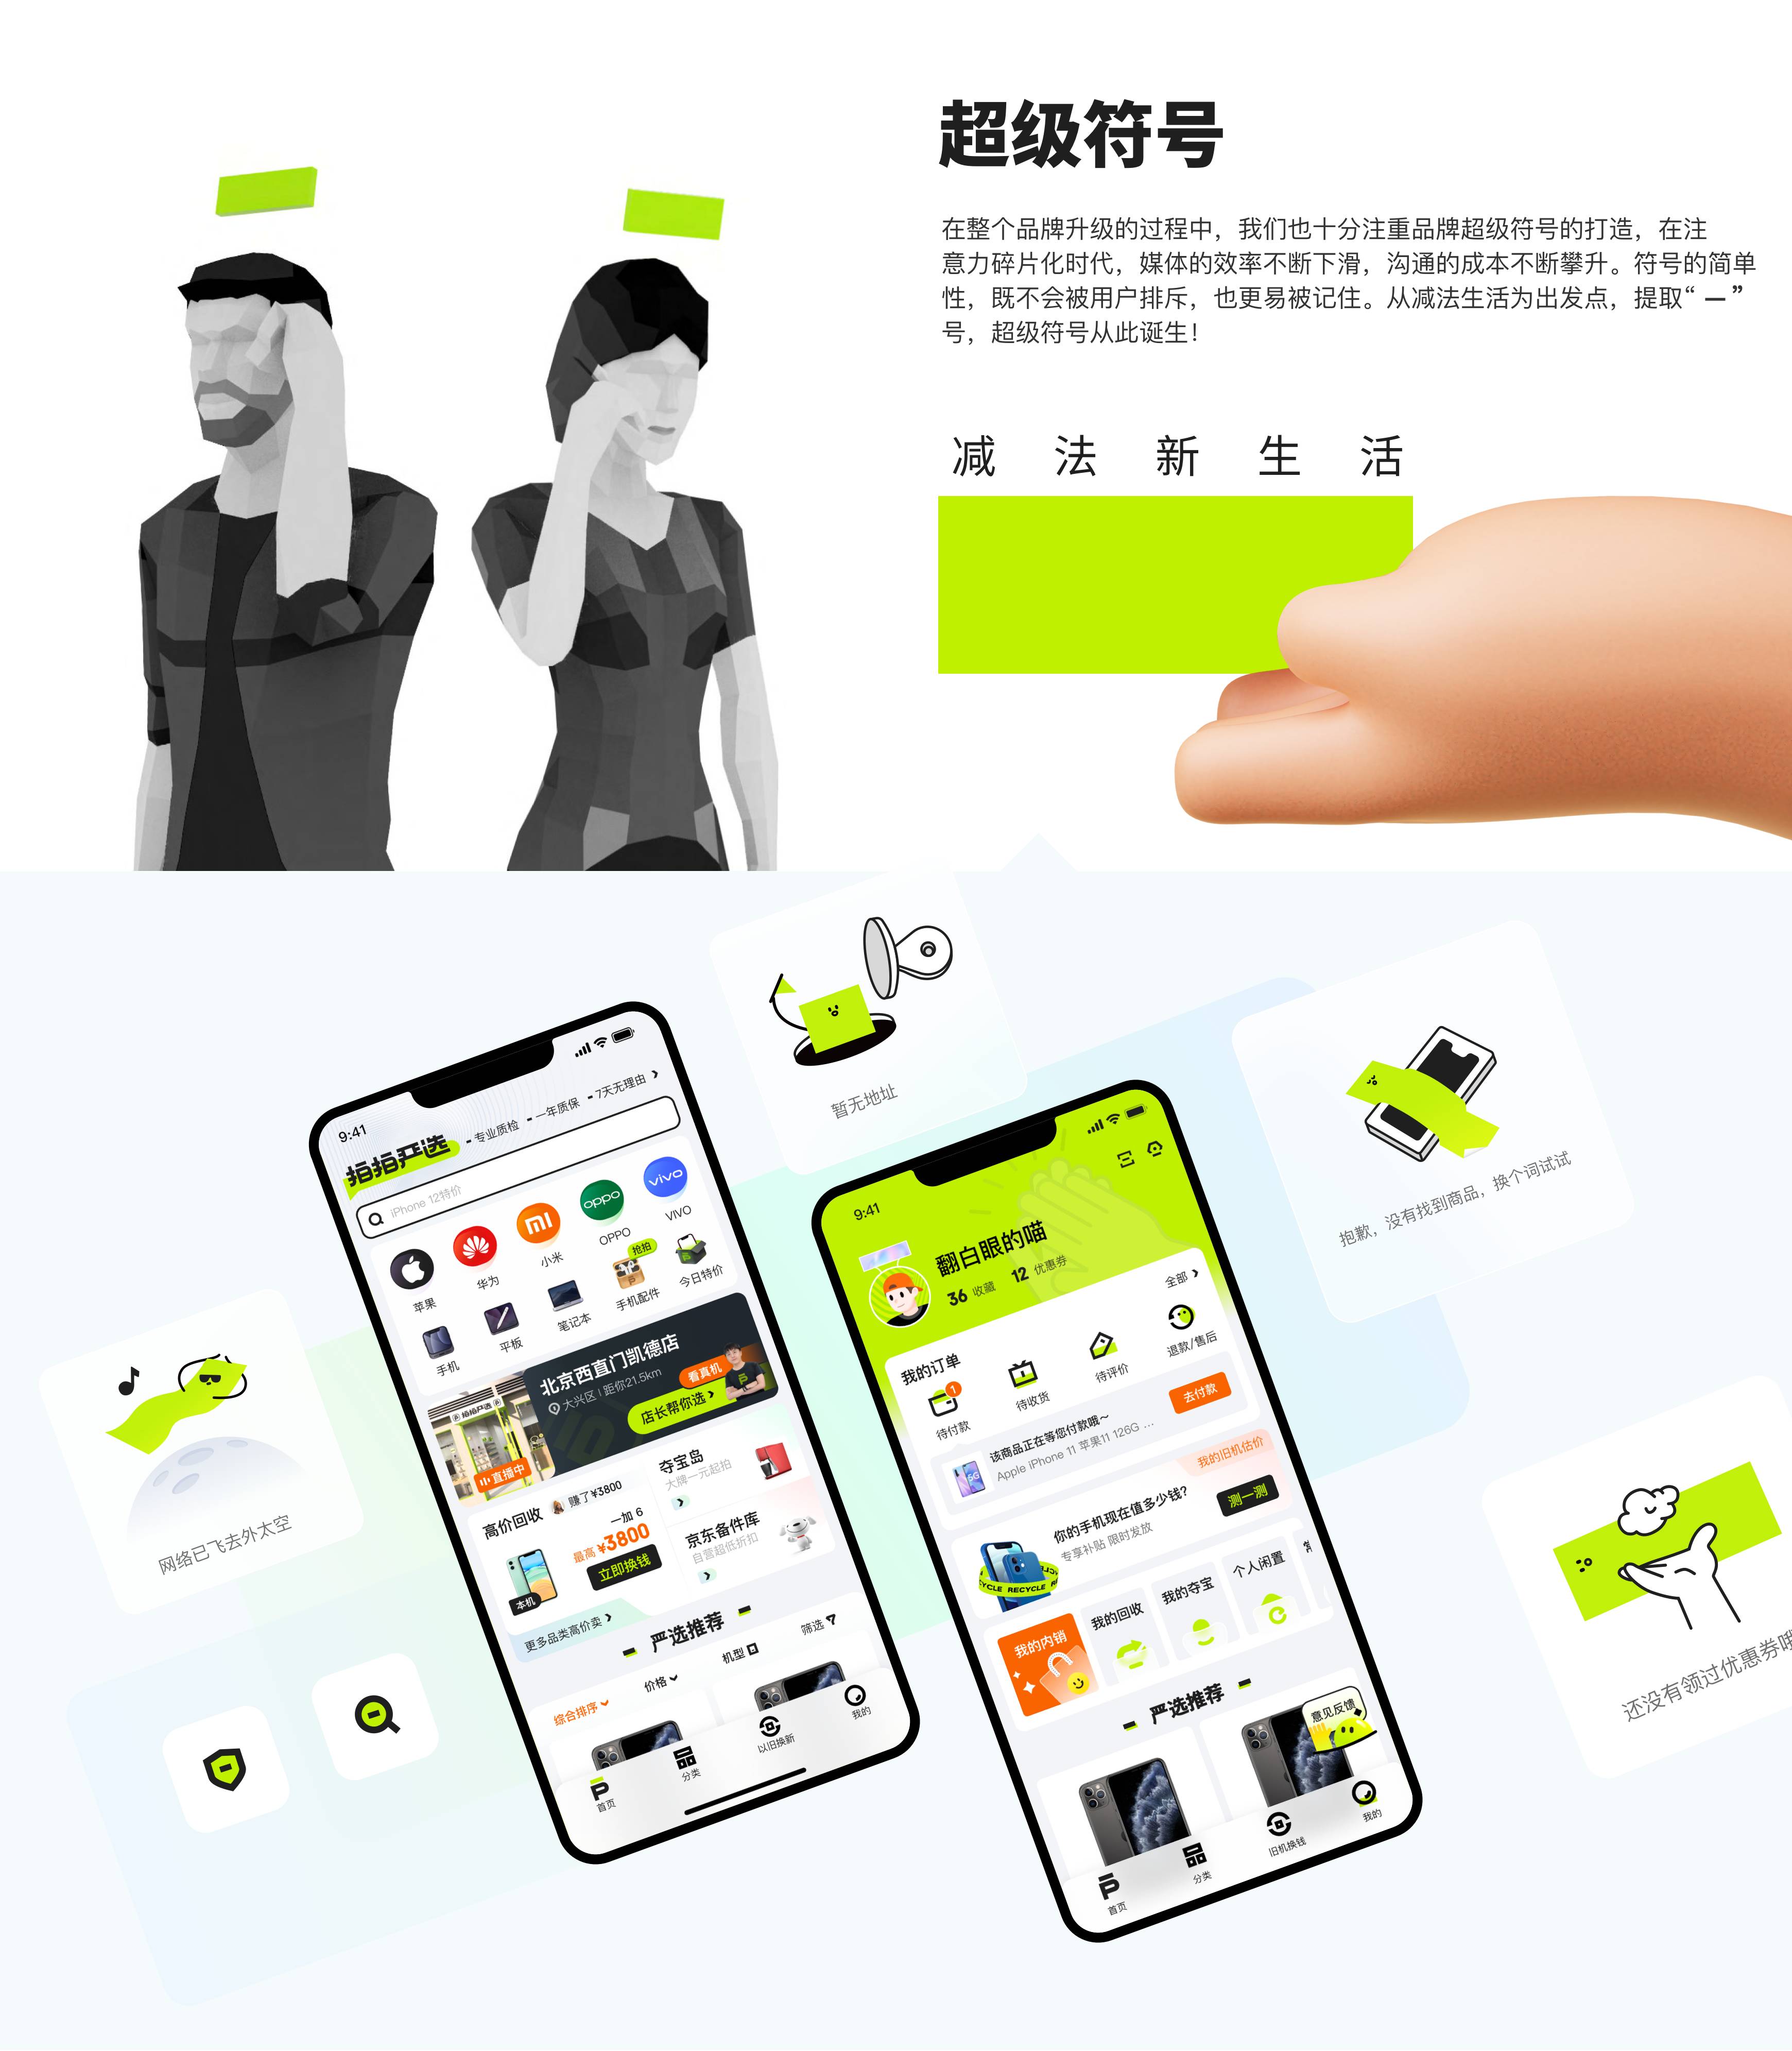 超级符号
在整个品牌升级的过程中，我们也十分注重品牌超级符号的打造，在注
意力碎片化时代，媒体的效率不断下滑，沟通的成本不断攀升。符号的简单
性，既不会被用户排斥，也更易被记住。从减法生活为出发点，提取“ — ”
号，超级符号从此诞生！
减 法 新 生 活
暂无地址
抱歉，没有找到商品，换个词试试
网络已飞去外太空
还没有领过优惠券哦
9:41
拍拍严选
专业质检 一年质保 7天无理由
iPhone 12特价
苹果 华为 小米 OPPO VIVO
mi oppo vivo
手机 平板 笔记本 手机配件 今日特价
抢拍
北京西直门凯德店
大兴区 | 距你21.5km
看真机
店长帮你选
拍拍严选
直播中
高价回收 赚了¥3800
一加 6
最高 ¥3800
立即换钱
本机
更多品类高价卖
夺宝岛
大牌一元起拍
京东备件库
自营超低折扣
严选推荐
综合排序 价格 机型 筛选
首页 分类 以旧换新 我的
9:41
翻白眼的喵
36 收藏 12 优惠券
我的订单 全部
1
待付款 待收货 待评价 退款/售后
该商品正在等您付款哦～
Apple iPhone 11 苹果11 126G ...
去付款
5G
我的旧机估价
你的手机现在值多少钱?
专享补贴 限时发放
测一测
CYCLE RECYCLE
我的内销 我的回收 我的夺宝 个人闲置
严选推荐
意见反馈
首页 分类 旧机换钱 我的